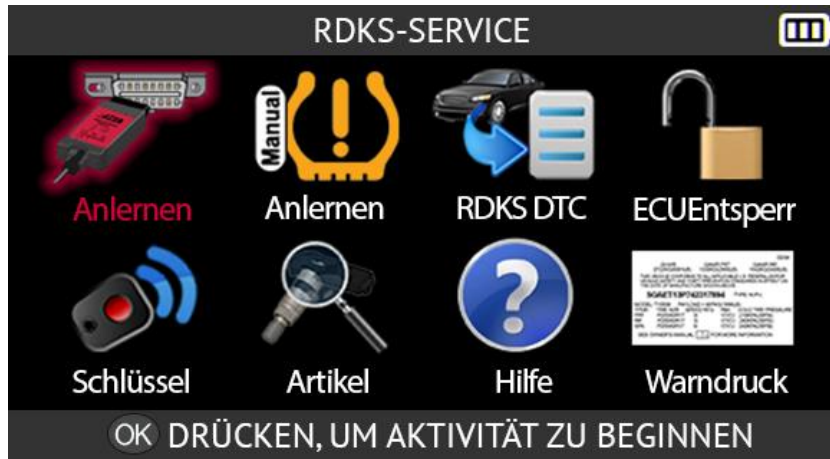 RDKS-SERVICE
Manual
Anlernen
Anlernen
RDKS DTC
ECUEntsperr
Schlüssel
Artikel
Hilfe
Warndruck
OK DRÜCKEN, UM AKTIVITÄT ZU BEGINNEN